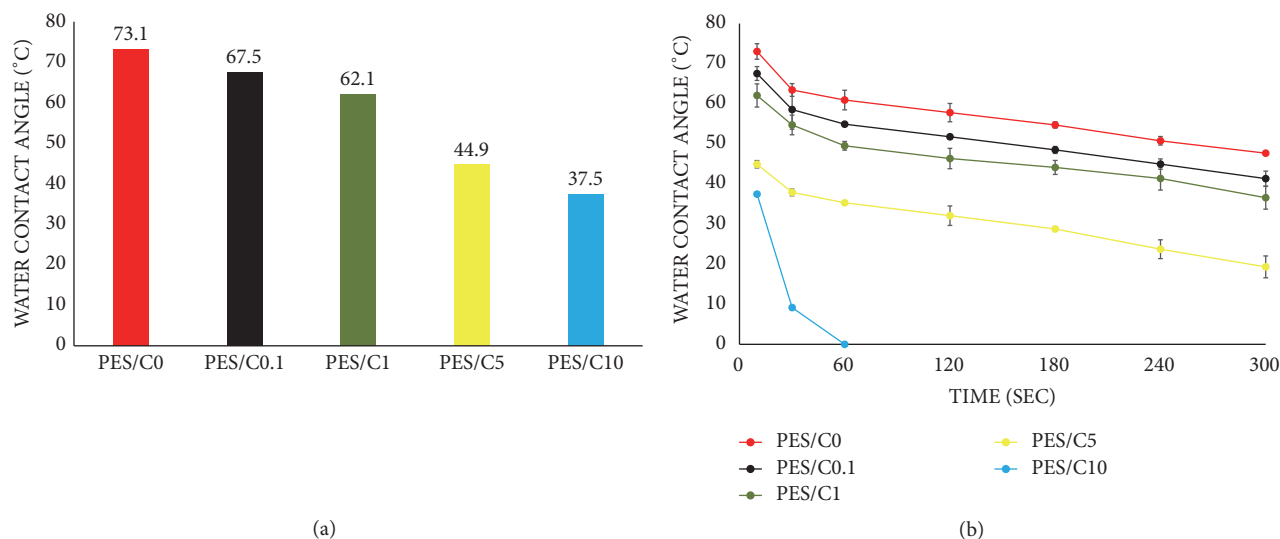 WATER CONTACT ANGLE (˚C)
80
70
60
50
40
30
20
10
0
73.1
67.5
62.1
44.9
37.5
PES/C0 PES/C0.1 PES/C1 PES/C5 PES/C10
(a)
WATER CONTACT ANGLE (˚C)
80
70
60
50
40
30
20
10
0
0 60 120 180 240 300
TIME (SEC)
PES/C0
PES/C0.1
PES/C1
PES/C5
PES/C10
(b)